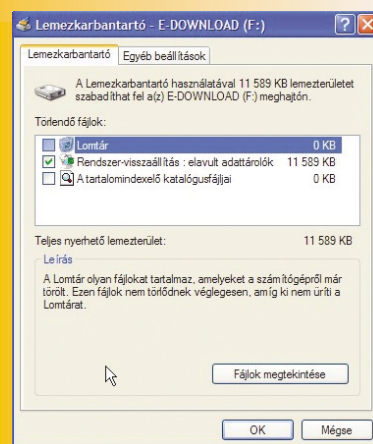 Lemezkarbantartó - E-DOWNLOAD (F:)
Lemezkarbantartó Egyéb beállítások
A Lemezkarbantartó használatával 11 589 KB lemezterületet
szabadíthat fel a(z) E-DOWNLOAD (F:) meghajtón.
Törlendő fájlok:
Lomtár 0 KB
Rendszer-visszaállítás : elavult adattárolók 11 589 KB
A tartalomindexelő katalógusfájljai 0 KB
Teljes nyerhető lemezterület: 11 589 KB
Leírás
A Lomtár olyan fájlokat tartalmaz, amelyeket a számítógépről már
törölt. Ezen fájlok nem törlődnek véglegesen, amíg ki nem üríti a
Lomtárat.
Fájlok megtekintése
OK Mégse